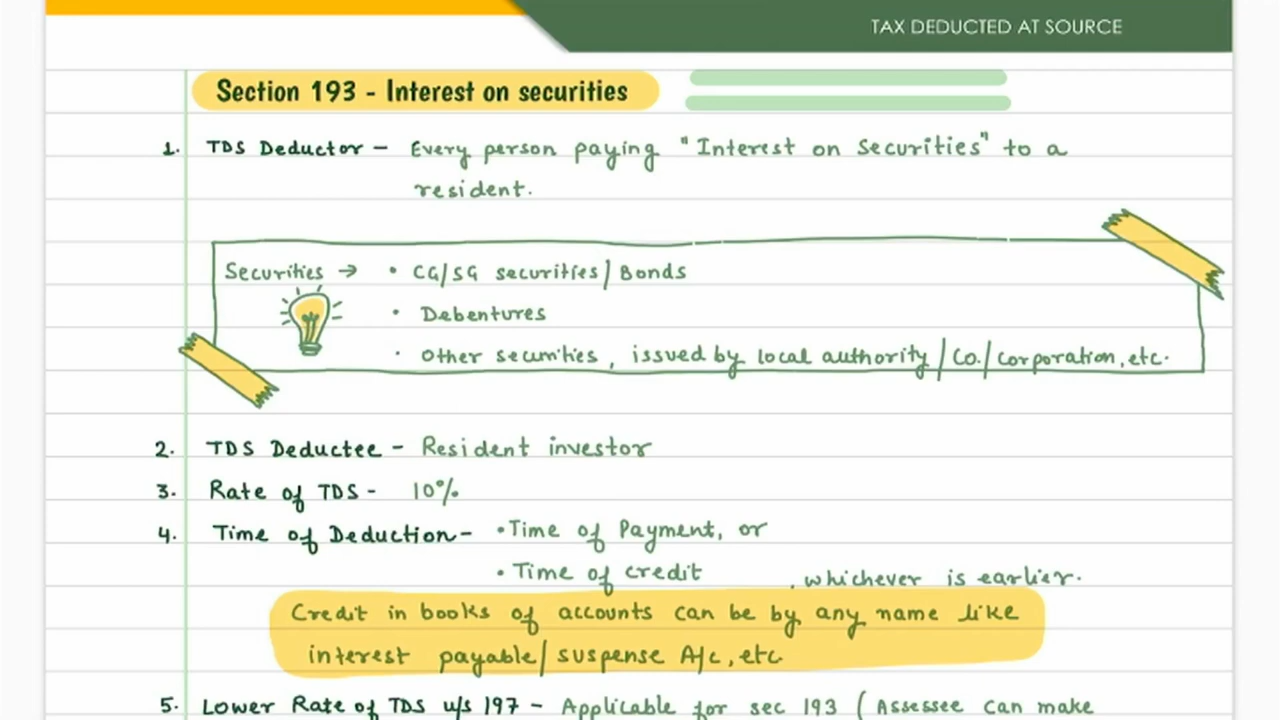 TAX DEDUCTED AT SOURCE
Section 193 - Interest on securities
1. TDS Deductor - Every person paying "Interest on Securities" to a
resident.
Securities → • CG/SG securities/Bonds
• Debentures
• Other securities, issued by local authority/Co./Corporation, etc.
2. TDS Deductee - Resident investor
3. Rate of TDS - 10%
4. Time of Deduction - • Time of Payment, or
• Time of credit , whichever is earlier.
Credit in books of accounts can be by any name like
interest payable/suspense A/c, etc.
5. Lower Rate of TDS u/s 197 - Applicable for sec 193 (Assessee can make